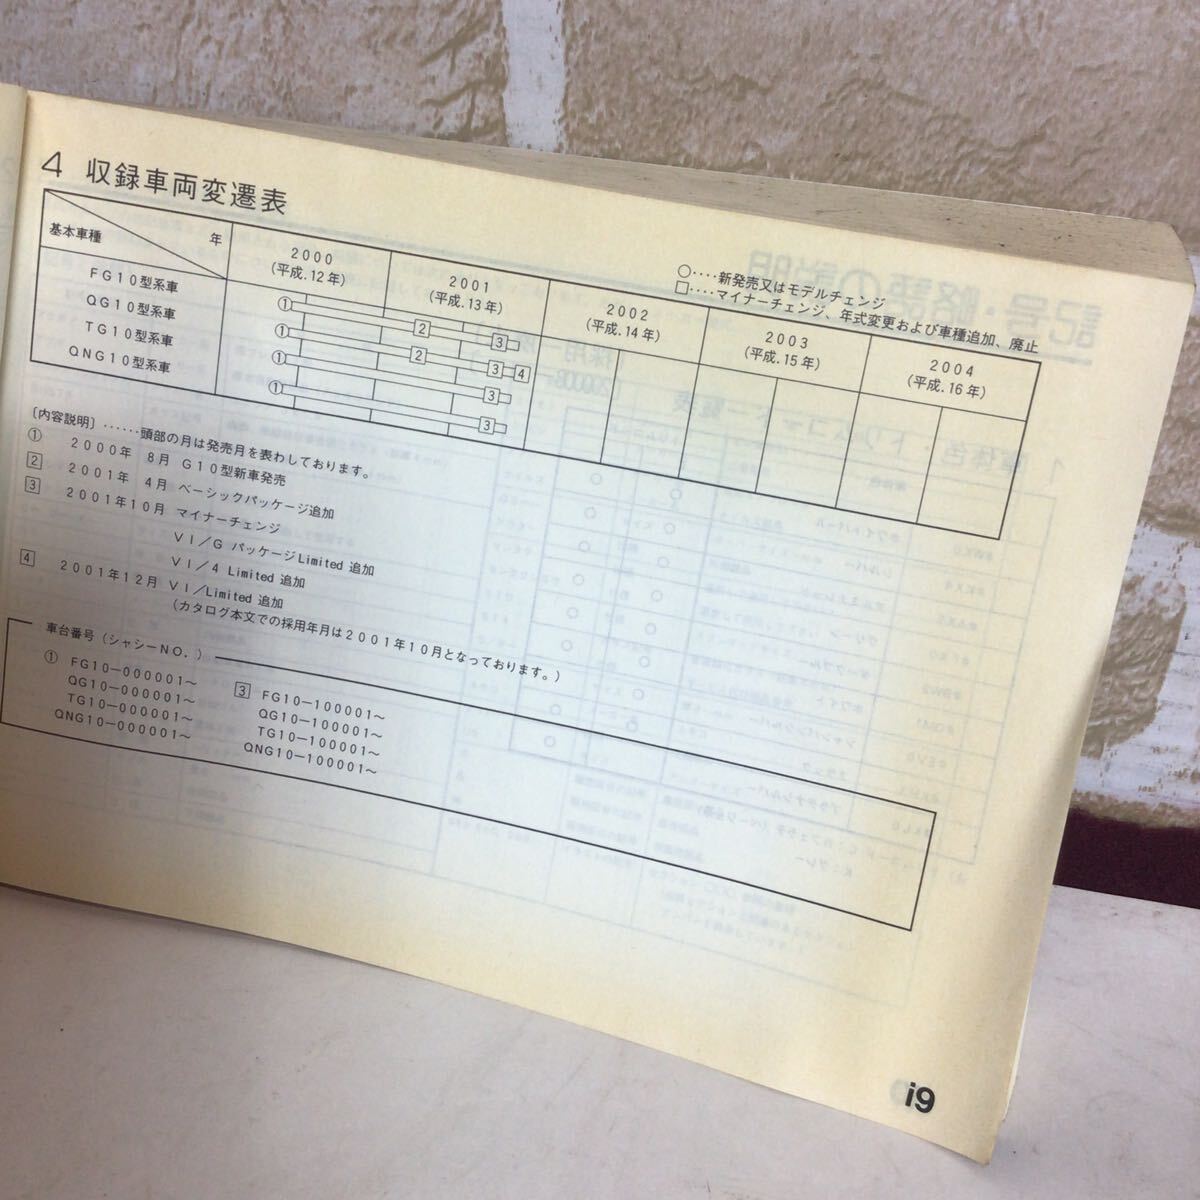 4 収録車両変遷表
年
基本車種
2000
(平成.12年)
2001
(平成.13年)
2002
(平成.14年)
2003
(平成.15年)
2004
(平成.16年)
○‥‥新発売又はモデルチェンジ
□‥‥マイナーチェンジ、年式変更および車種追加、廃止
FG10型系車
① 2 3
QG10型系車
① 2 3 4
TG10型系車
① 3
QNG10型系車
① 3
〔内容説明〕‥‥‥頭部の月は発売月を表わしております。
① 2000年 8月 G10型新車発売
2 2001年 4月 ベーシックパッケージ追加
3 2001年10月 マイナーチェンジ
VI/G パッケージLimited 追加
VI/4 Limited 追加
4 2001年12月 VI/Limited 追加
(カタログ本文での採用年月は2001年10月となっております。)
車台番号 (シャシーNO.)
① FG10-000001〜
QG10-000001〜
TG10-000001〜
QNG10-000001〜
3 FG10-100001〜
QG10-100001〜
TG10-100001〜
QNG10-100001〜
i9